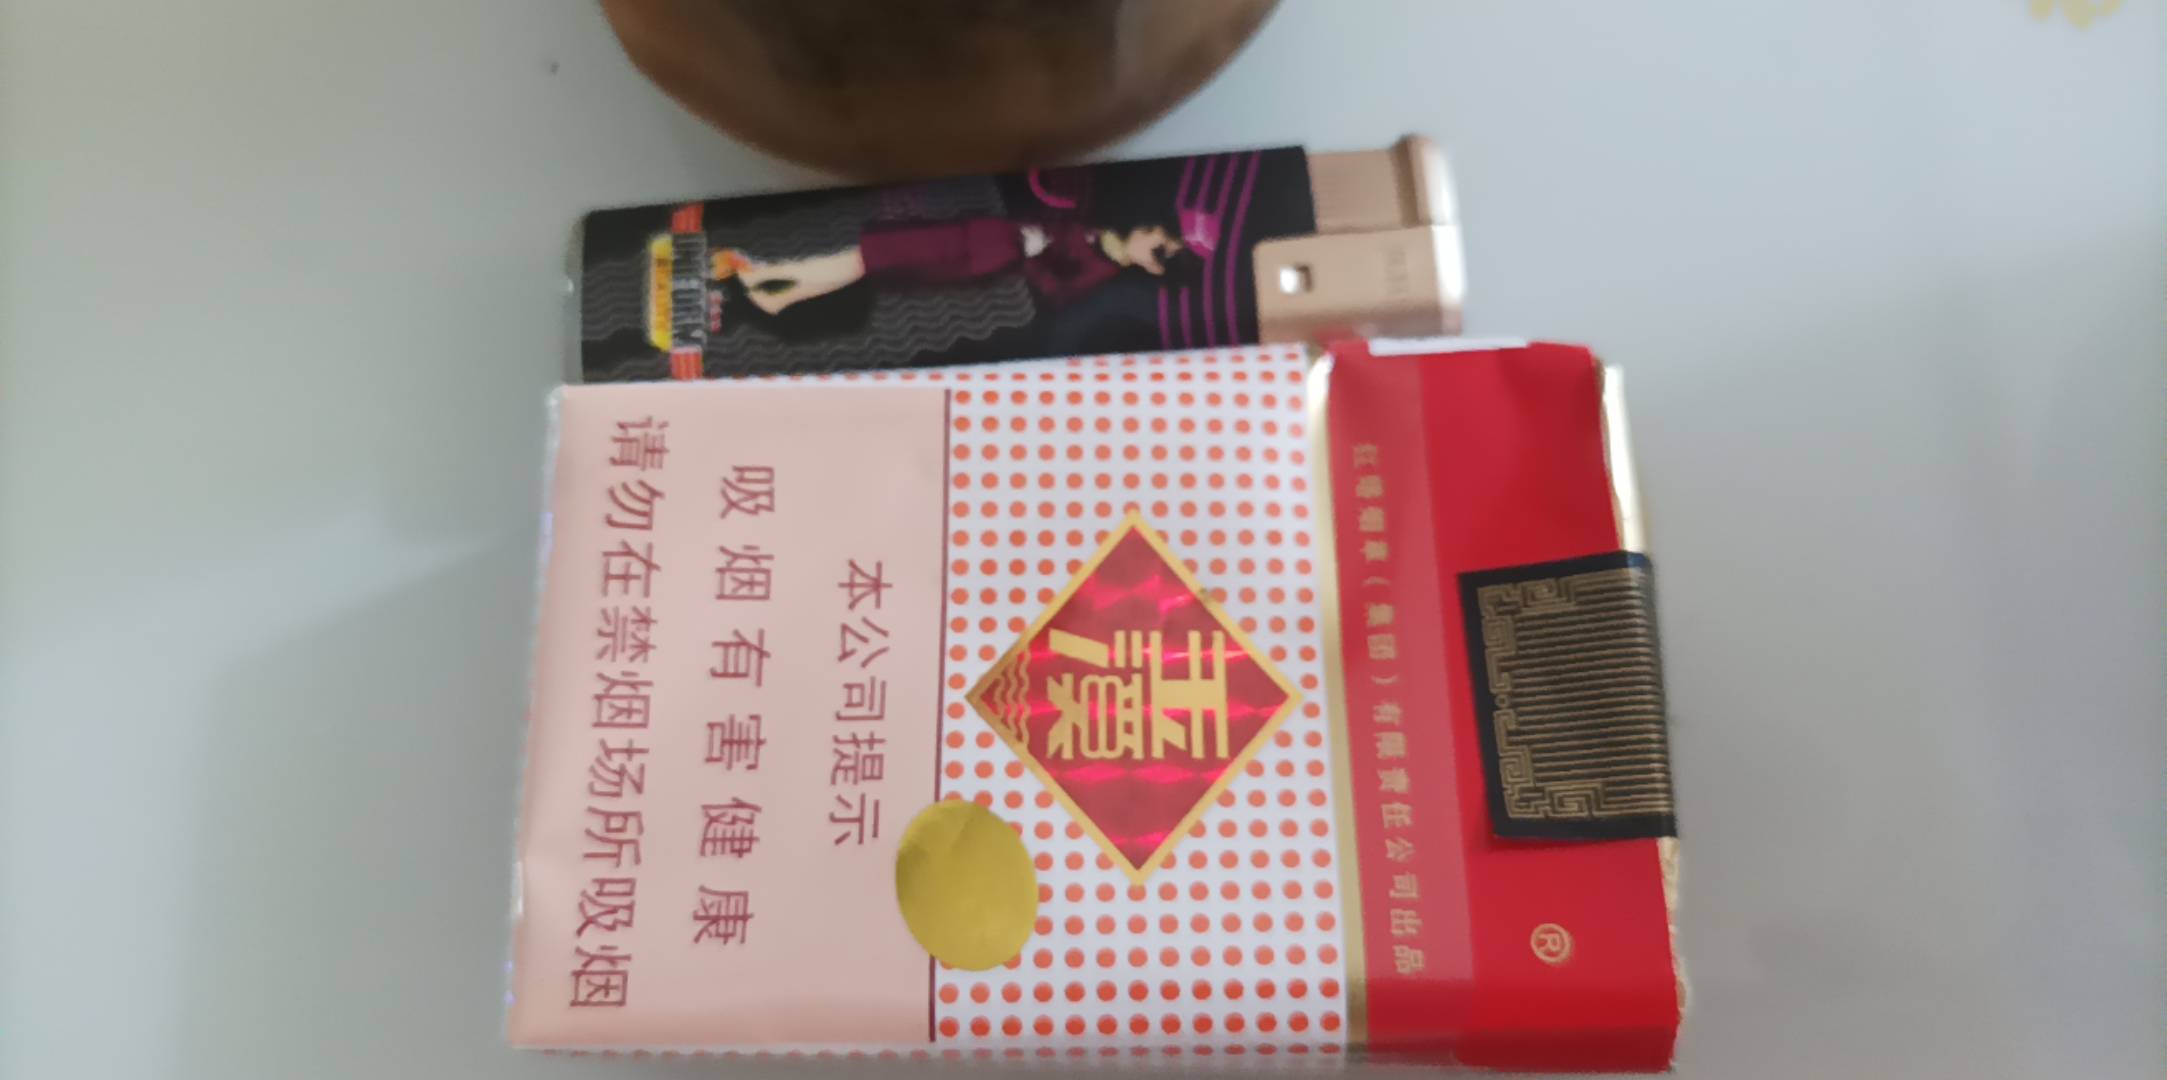 红塔烟草（集团）有限责任公司出品
®
玉溪
本公司提示
吸烟有害健康
请勿在禁烟场所吸烟